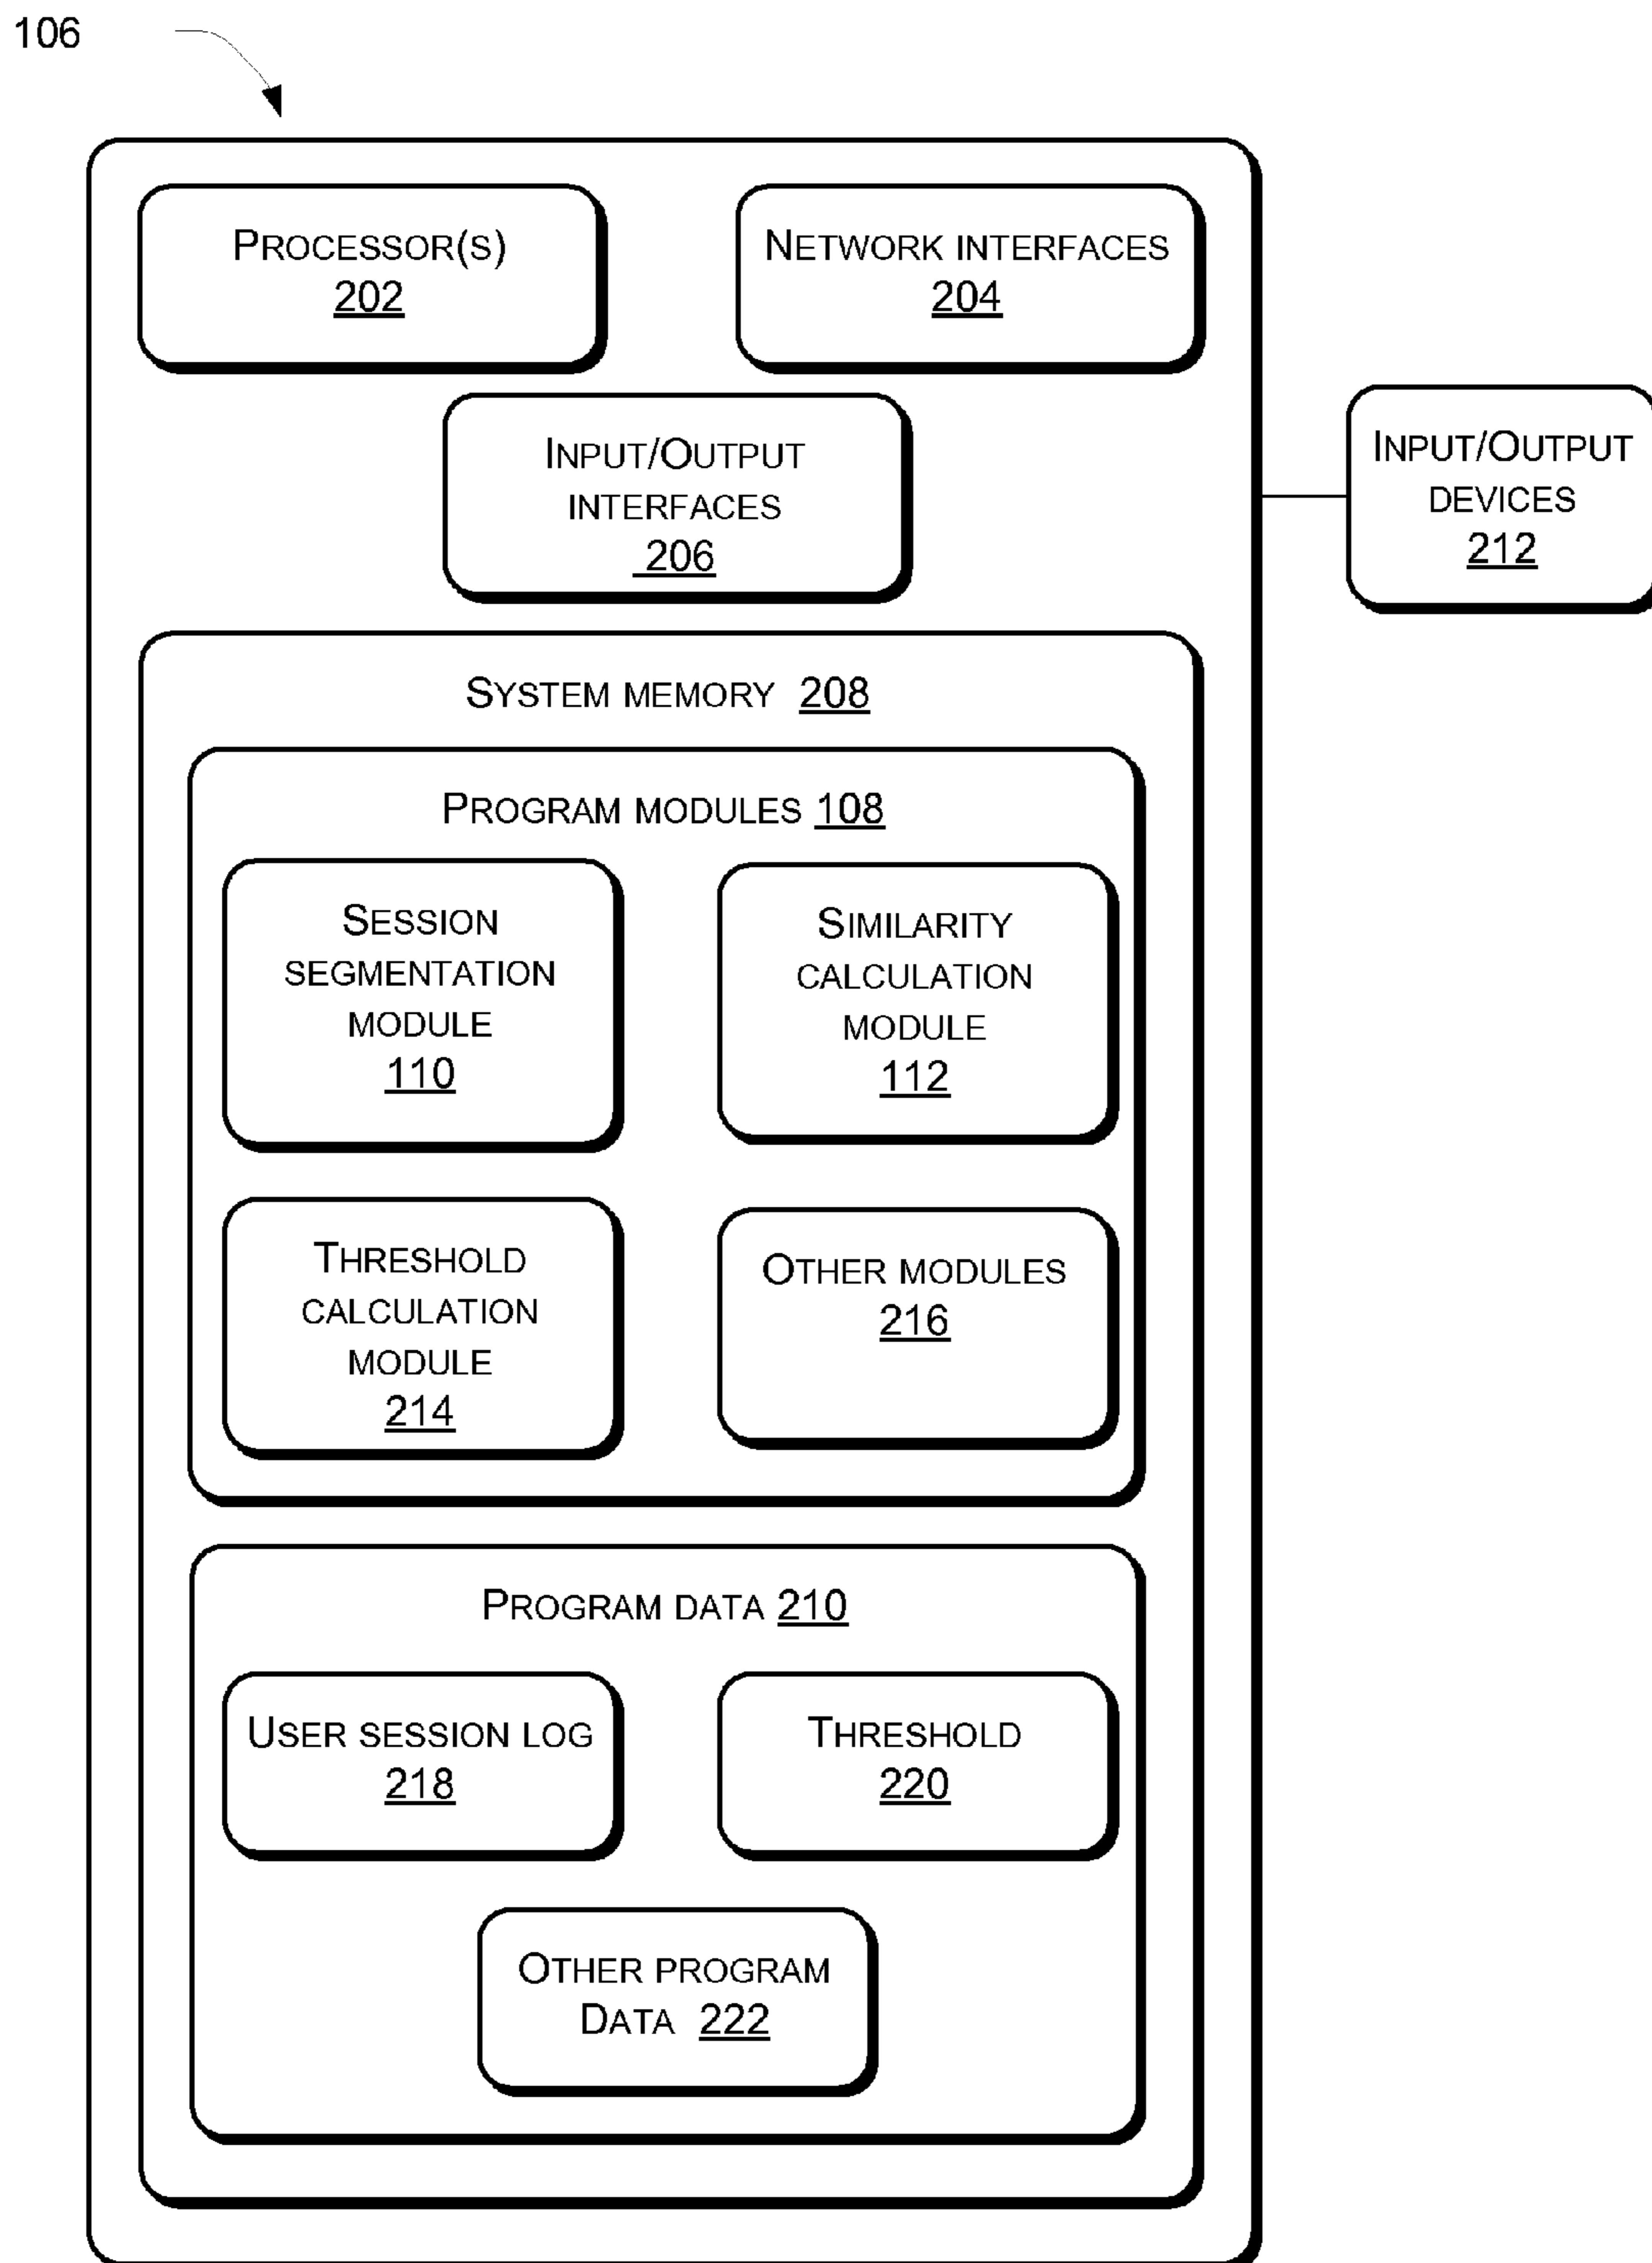 106
PROCESSOR(S)
202
NETWORK INTERFACES
204
INPUT/OUTPUT
INTERFACES
206
INPUT/OUTPUT
DEVICES
212
SYSTEM MEMORY 208
PROGRAM MODULES 108
SESSION
SEGMENTATION
MODULE
110
SIMILARITY
CALCULATION
MODULE
112
THRESHOLD
CALCULATION
MODULE
214
OTHER MODULES
216
PROGRAM DATA 210
USER SESSION LOG
218
THRESHOLD
220
OTHER PROGRAM
DATA 222